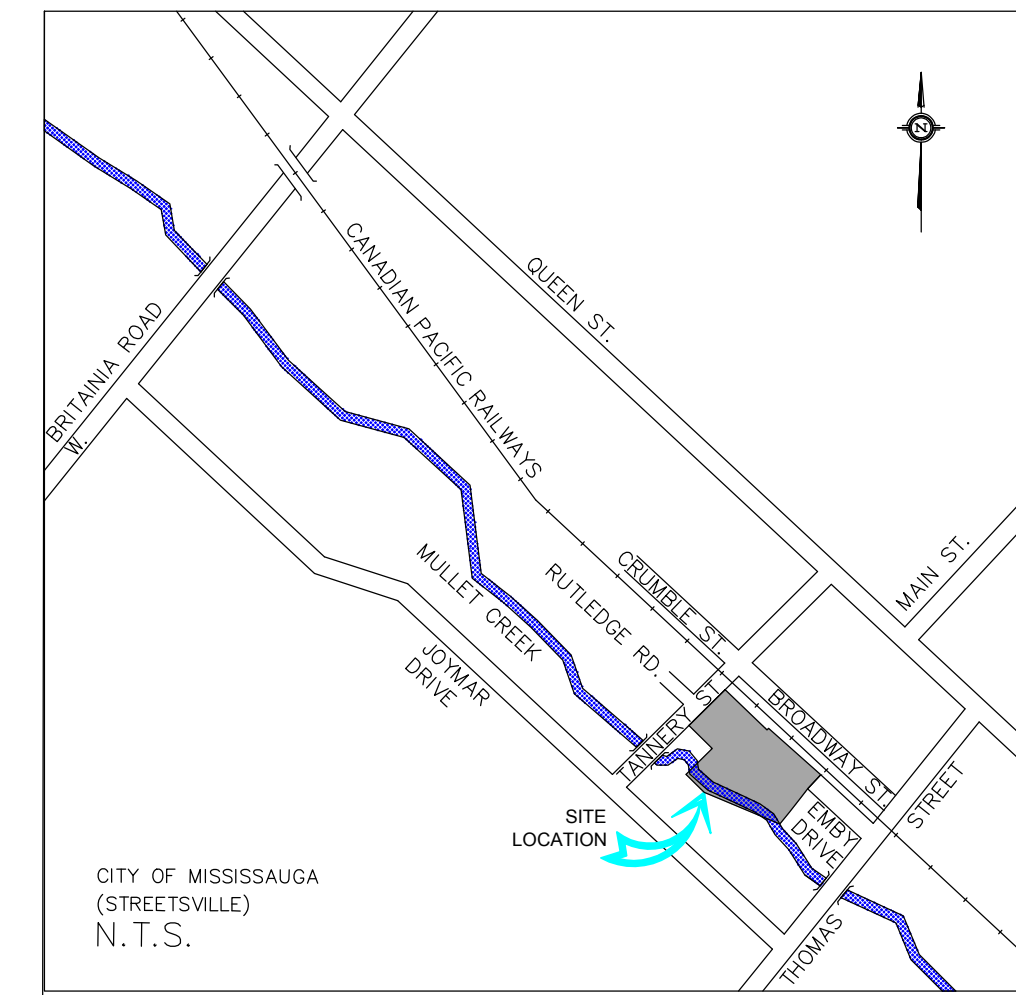 N
QUEEN ST.
CANADIAN PACIFIC RAILWAYS
BRITAINIA ROAD
W.
MAIN ST.
CRUMBLE ST.
RUTLEDGE RD.
MULLET CREEK
JOYMAR
DRIVE
TANNERY ST.
BROADWAY ST.
EMBY
DRIVE
THOMAS STREET
SITE
LOCATION
CITY OF MISSISSAUGA
(STREETSVILLE)
N.T.S.